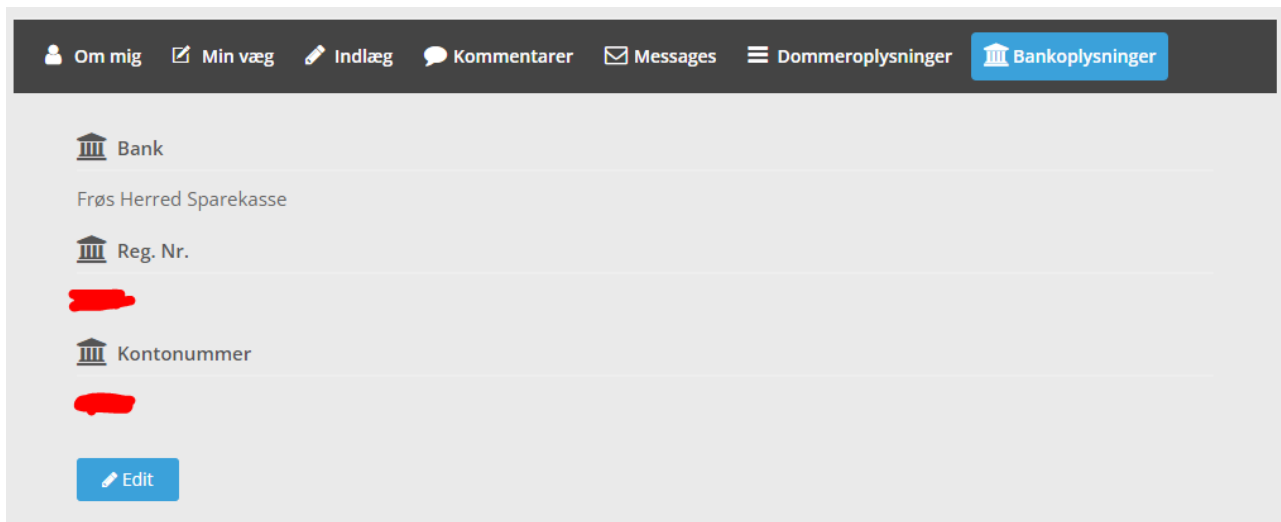 Om mig Min væg Indlæg Kommentarer Messages Dommeroplysninger Bankoplysninger
Bank
Frøs Herred Sparekasse
Reg. Nr.
Kontonummer
Edit